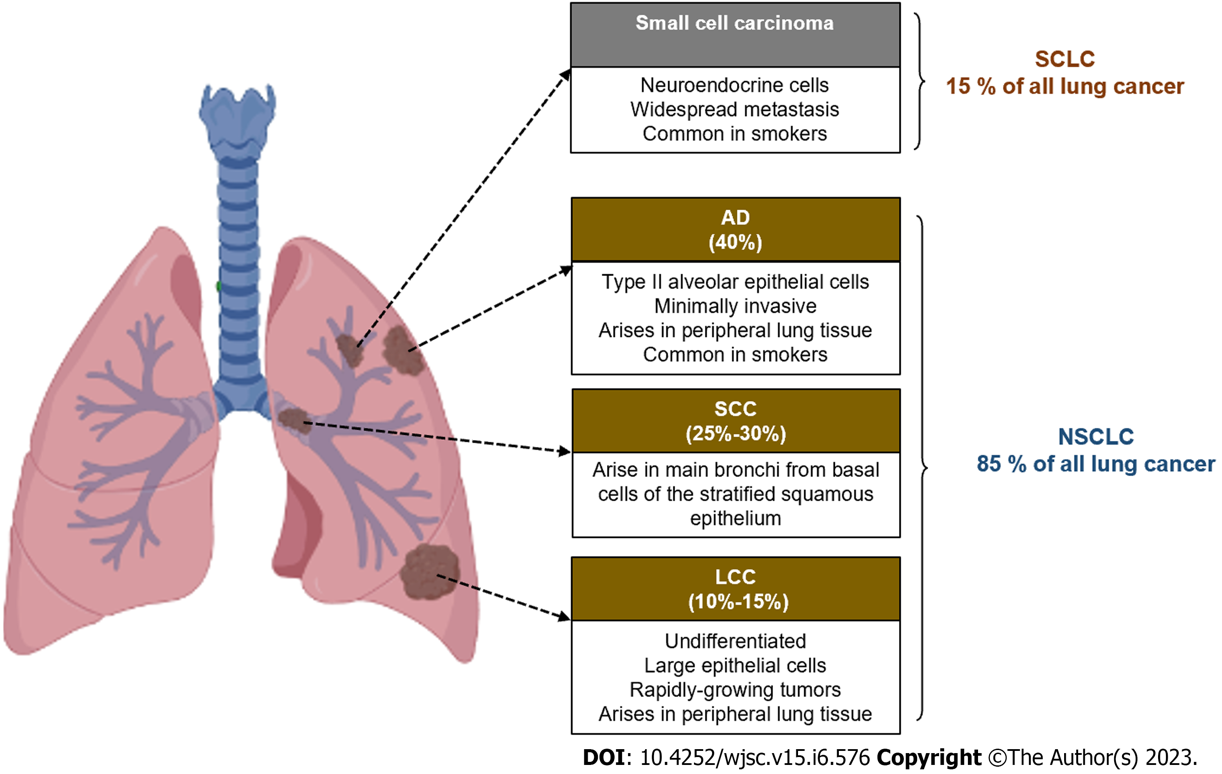 Small cell carcinoma
Neuroendocrine cells
Widespread metastasis
Common in smokers
SCLC
15 % of all lung cancer
AD
(40%)
Type II alveolar epithelial cells
Minimally invasive
Arises in peripheral lung tissue
Common in smokers
SCC
(25%-30%)
Arise in main bronchi from basal
cells of the stratified squamous
epithelium
LCC
(10%-15%)
Undifferentiated
Large epithelial cells
Rapidly-growing tumors
Arises in peripheral lung tissue
NSCLC
85 % of all lung cancer
DOI: 10.4252/wjsc.v15.i6.576 Copyright ©The Author(s) 2023.